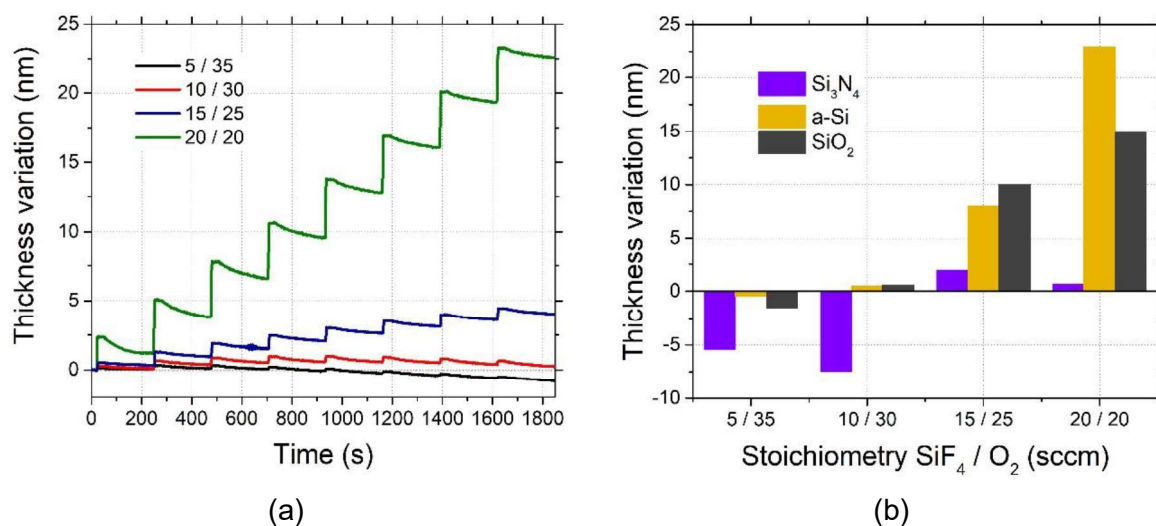 Thickness variation (nm)
25
20
15
10
5
0
5 / 35
10 / 30
15 / 25
20 / 20
0 200 400 600 800 1000 1200 1400 1600 1800
Time (s)
(a)
Thickness variation (nm)
25
20
15
10
5
0
-5
-10
Si₃N₄
a-Si
SiO₂
5 / 35 10 / 30 15 / 25 20 / 20
Stoichiometry SiF₄ / O₂ (sccm)
(b)